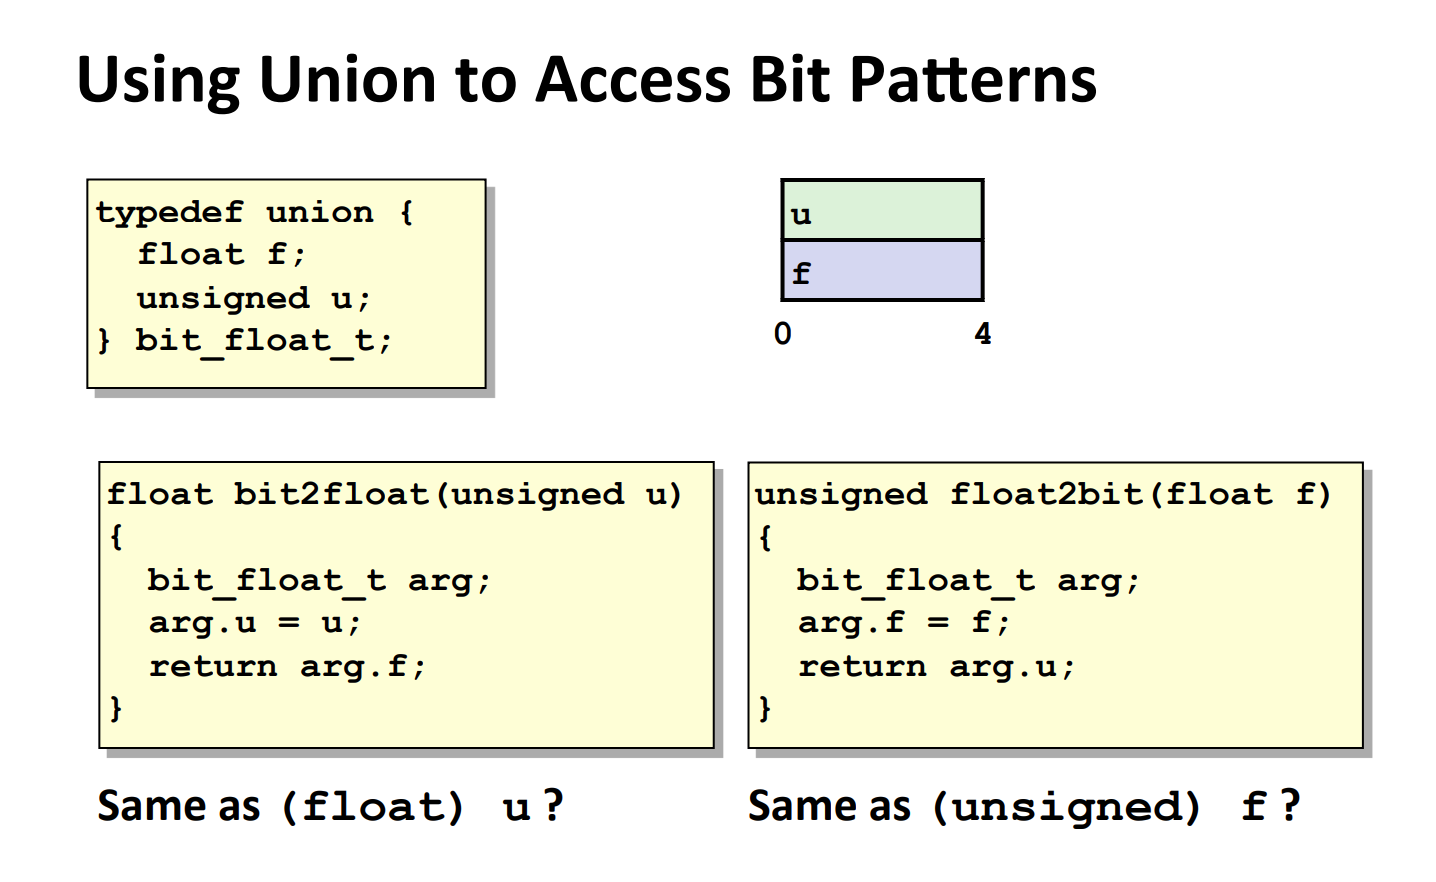 Using Union to Access Bit Patterns
typedef union {
  float f;
  unsigned u;
} bit_float_t;
u
f
0 4
float bit2float(unsigned u)
{
  bit_float_t arg;
  arg.u = u;
  return arg.f;
}
Same as (float) u?
unsigned float2bit(float f)
{
  bit_float_t arg;
  arg.f = f;
  return arg.u;
}
Same as (unsigned) f?